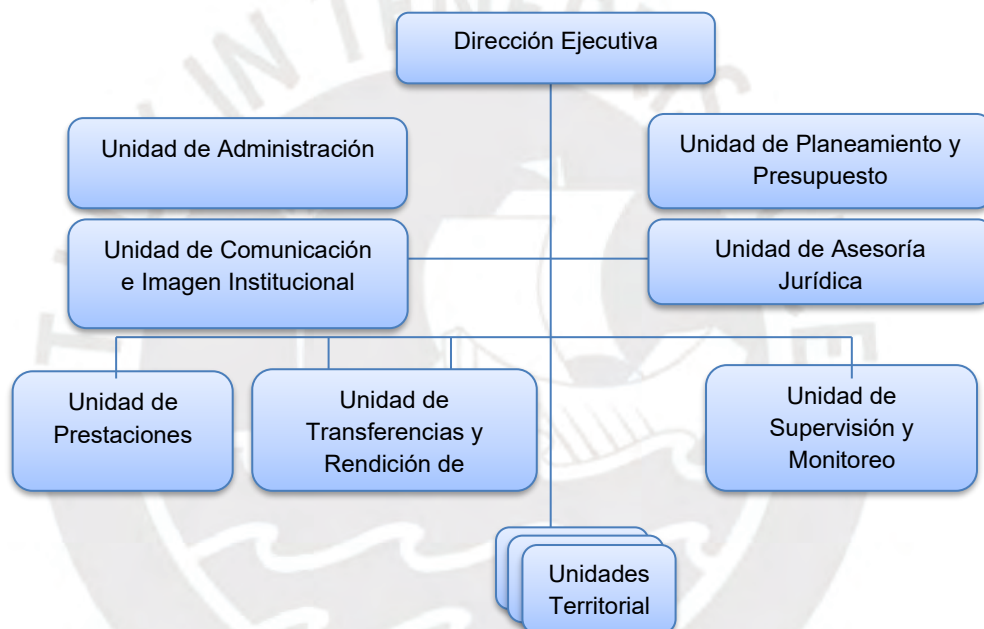 Dirección Ejecutiva
Unidad de Administración
Unidad de Planeamiento y
Presupuesto
Unidad de Comunicación
e Imagen Institucional
Unidad de Asesoría
Jurídica
Unidad de
Prestaciones
Unidad de
Transferencias y
Rendición de
Unidad de
Supervisión y
Monitoreo
Unidades
Territorial